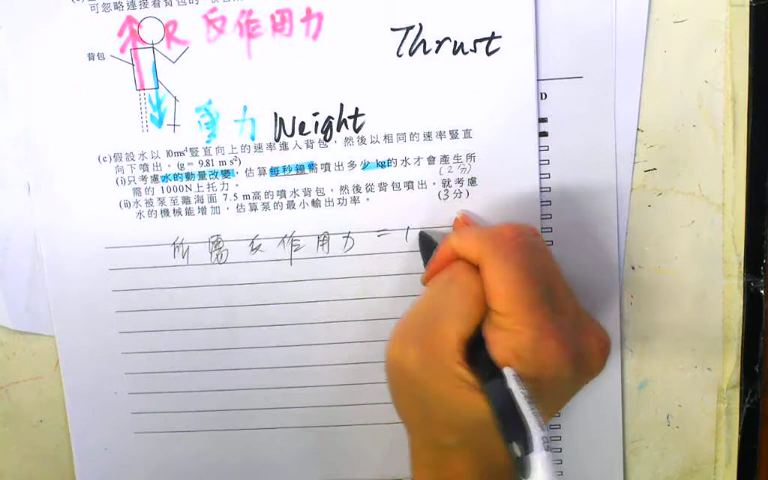 可忽略連接着背包的
R 反作用力
Thrust
背包
重力 Weight
D
(c)假設水以 10 ms⁻¹ 豎直向上的速率進入背包，然後以相同的速率豎直
向下噴出。(g = 9.81 m s⁻²)
(i)只考慮水的動量改變，估算每秒鐘需噴出多少 kg的水才會產生所
需的 1000N上托力。 (2分)
(ii)水被泵至離海面 7.5 m高的噴水背包，然後從背包噴出。就考慮
水的機械能增加，估算泵的最小輸出功率。 (3分)
所需反作用力 = 1